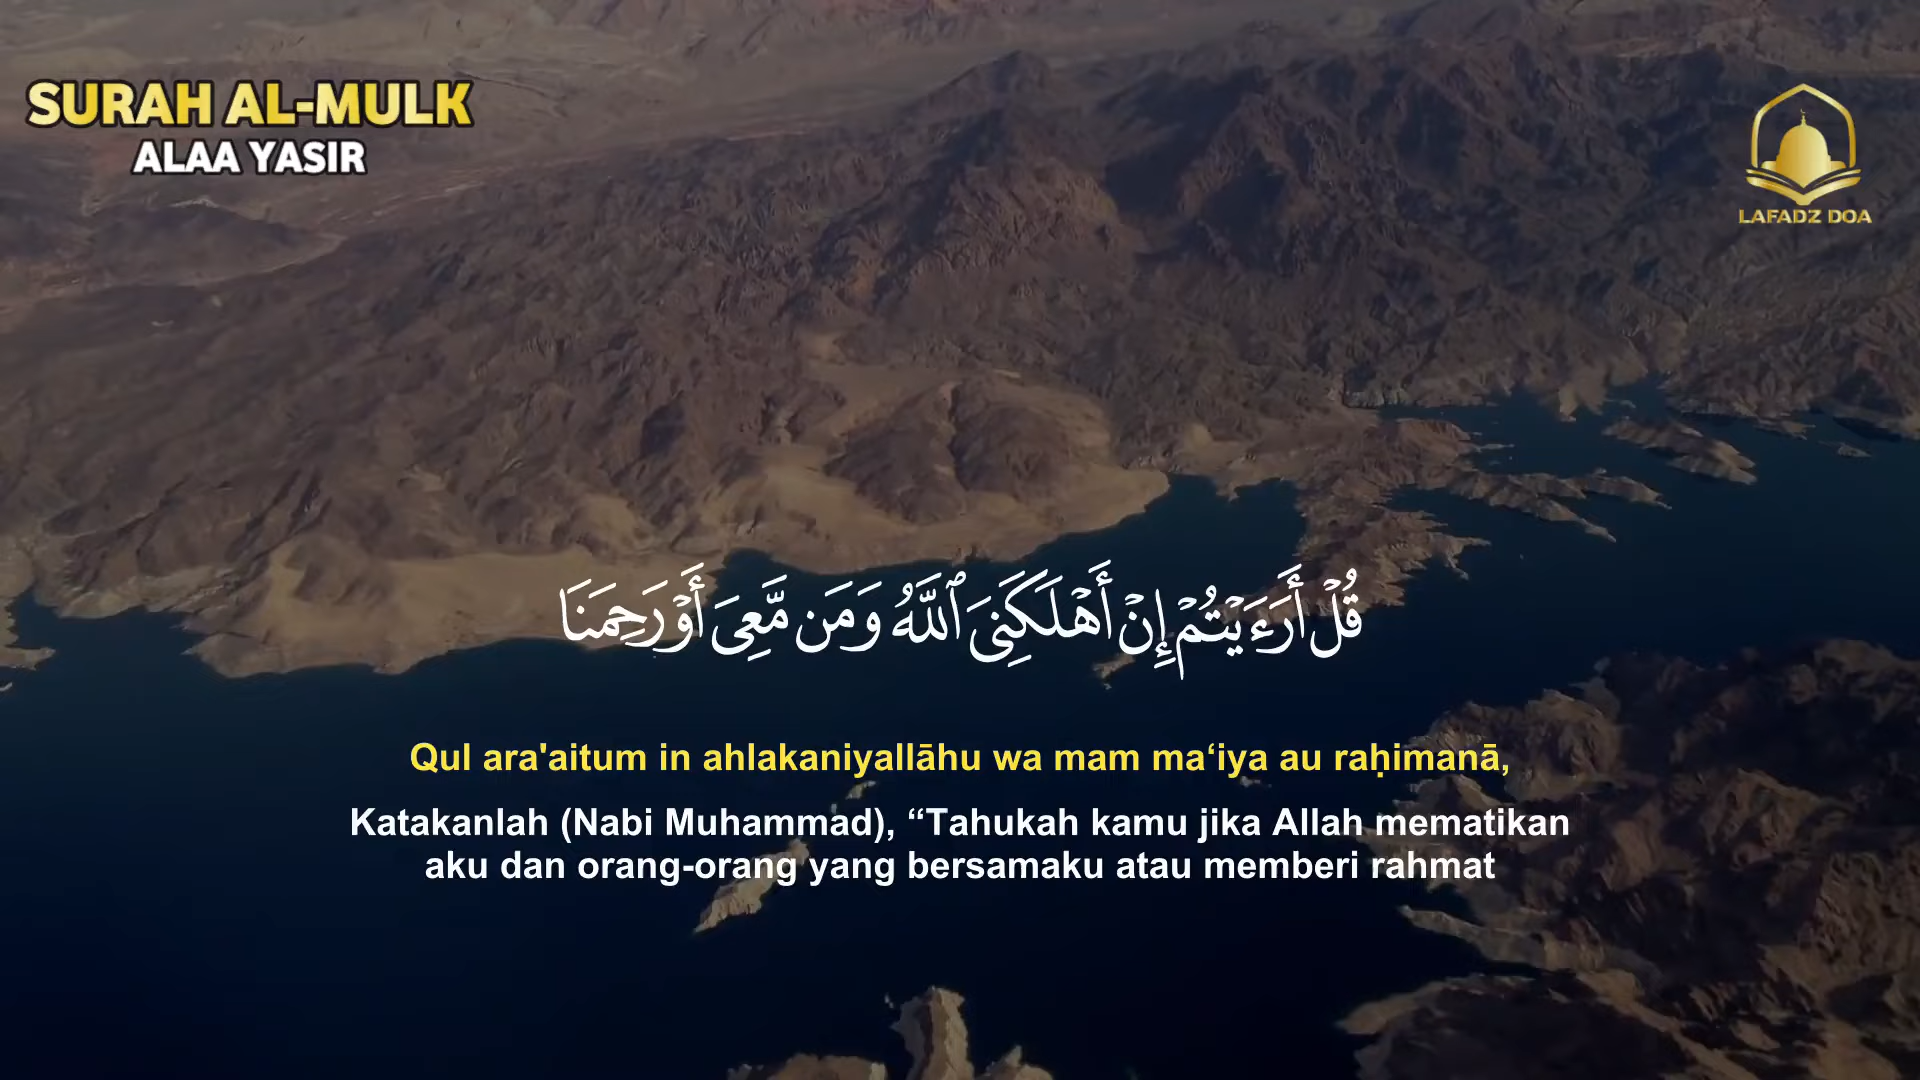 SURAH AL-MULK
ALAA YASIR
LAFADZ DOA
قُلْ أَرَءَيْتُمْ إِنْ أَهْلَكَنِىَ ٱللَّهُ وَمَن مَّعِىَ أَوْ رَحِمَنَا
Qul ara'aitum in ahlakaniyallāhu wa mam ma‘iya au raḥimanā,
Katakanlah (Nabi Muhammad), “Tahukah kamu jika Allah mematikan
aku dan orang-orang yang bersamaku atau memberi rahmat